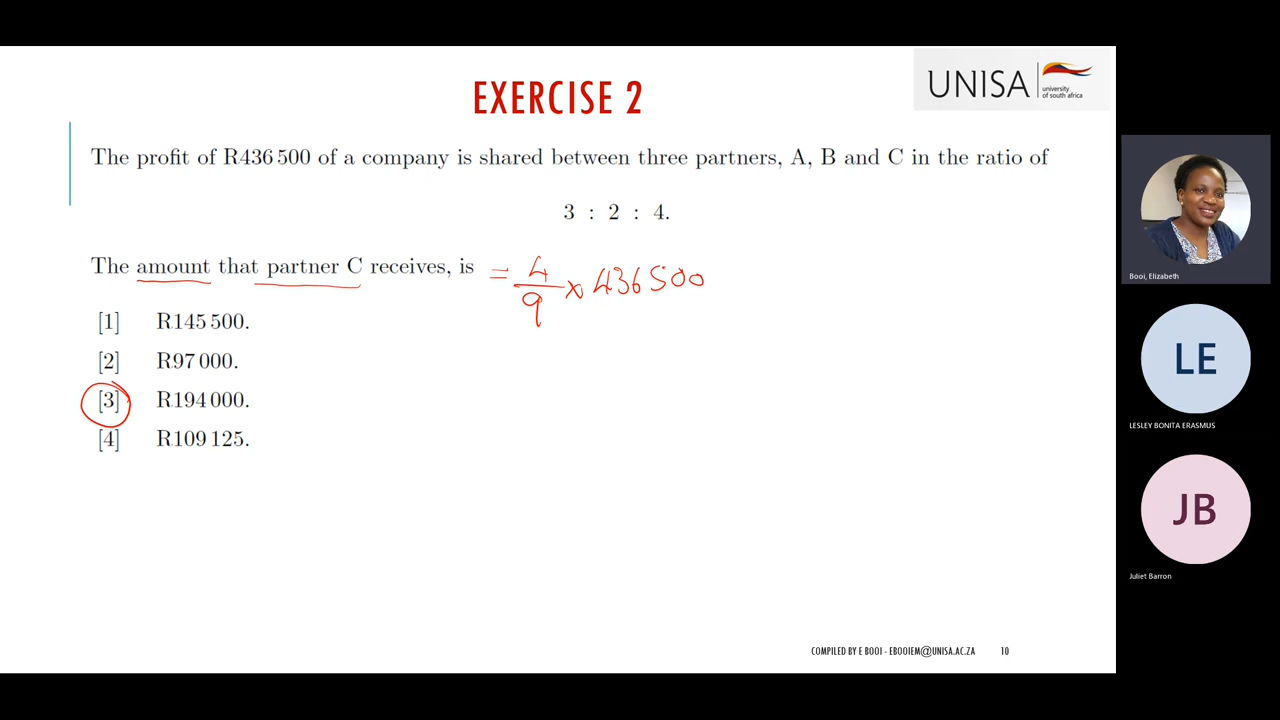 EXERCISE 2
UNISA
university
of south africa
The profit of R436 500 of a company is shared between three partners, A, B and C in the ratio of
3 : 2 : 4.
The amount that partner C receives, is = 4/9 × 436 500
[1] R145 500.
[2] R97 000.
[3] R194 000.
[4] R109 125.
COMPILED BY E BOOI - EBOOIEM@UNISA.AC.ZA 10
Booi, Elizabeth
LE
LESLEY BONITA ERASMUS
JB
Juliet Barron